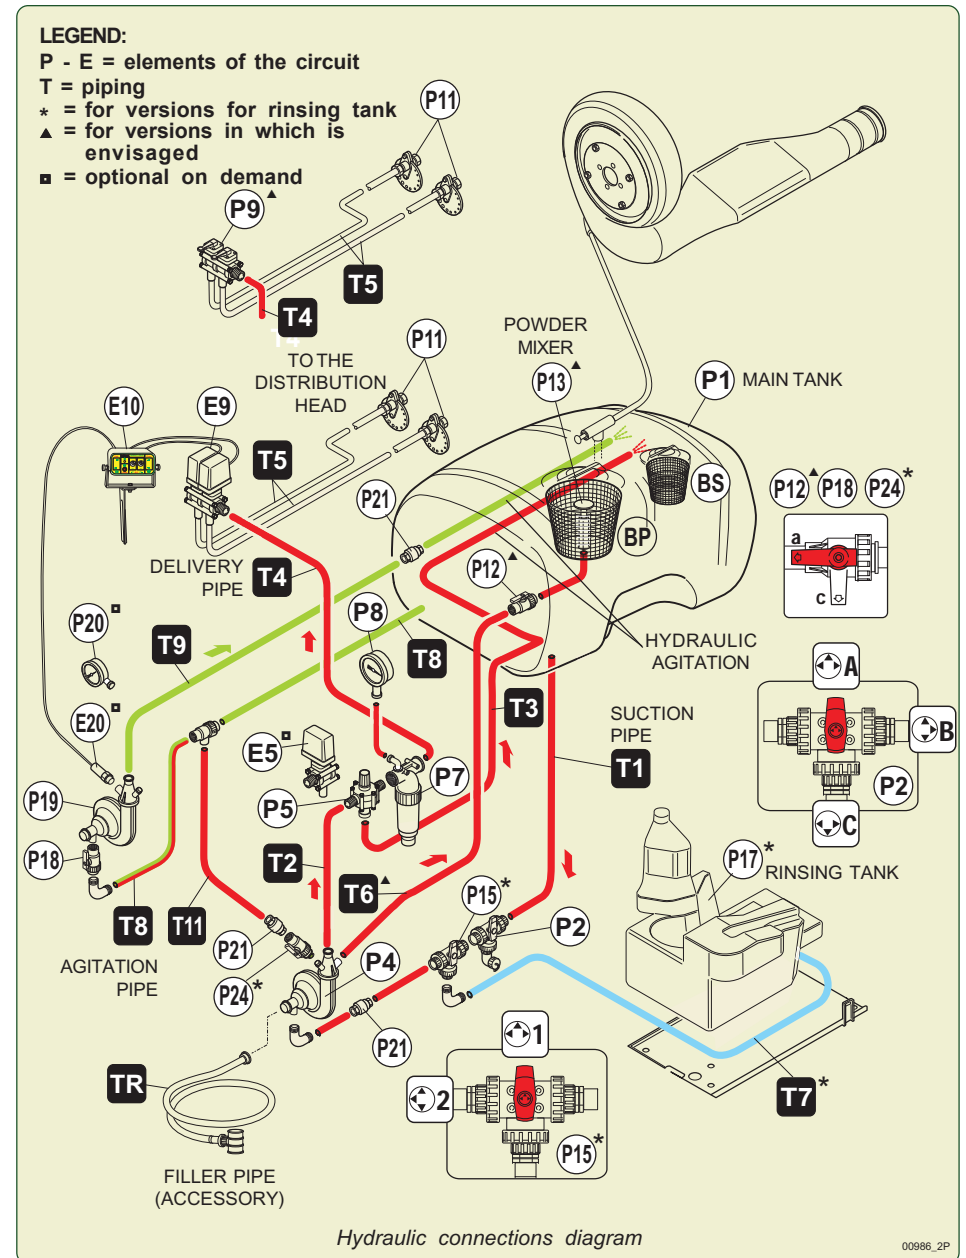 LEGEND:
P - E = elements of the circuit
T = piping
* = for versions for rinsing tank
▲ = for versions in which is
envisaged
◘ = optional on demand
P11
P9▲
T5
T4
T4
TO THE
DISTRIBUTION
HEAD
P11
POWDER
MIXER
P13▲
P1 MAIN TANK
E10
E9
T5
P21
BS
BP
P12▲ P18 P24*
a
c
DELIVERY
PIPE
T4
P12▲
P20◘
T9
P8
T8
HYDRAULIC
AGITATION
A
B
P2
C
T3
SUCTION
PIPE
T1
E20◘
E5◘
P7
P5
P19
P18
T2
T6▲
P17*
RINSING TANK
T8
T11
P15*
P2
P21
AGITATION
PIPE
P24*
P4
P21
TR
1
2
P15*
T7*
FILLER PIPE
(ACCESSORY)
Hydraulic connections diagram
00986_2P